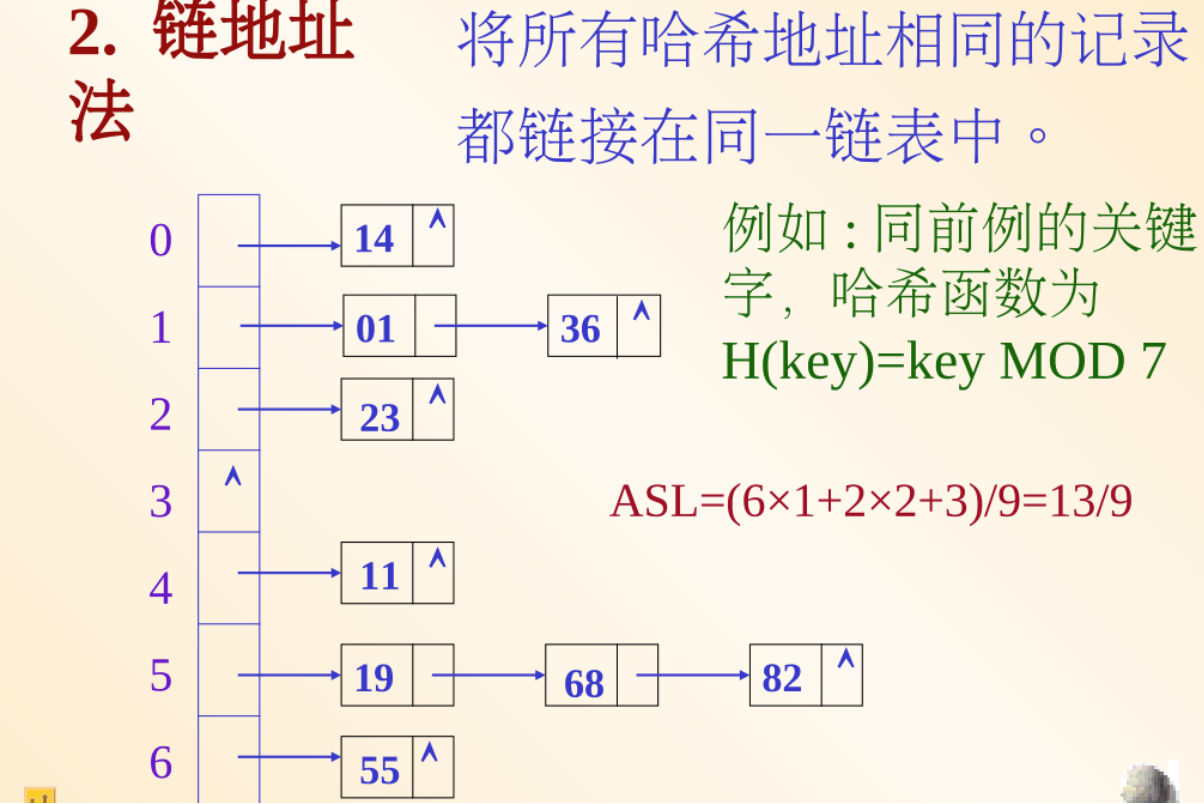 2. 链地址
法
将所有哈希地址相同的记录
都链接在同一链表中。
例如:同前例的关键
字，哈希函数为
H(key)=key MOD 7
0 14 ^
1 01 36 ^
2 23 ^
3 ^
ASL=(6×1+2×2+3)/9=13/9
4 11 ^
5 19 68 82 ^
6 55 ^